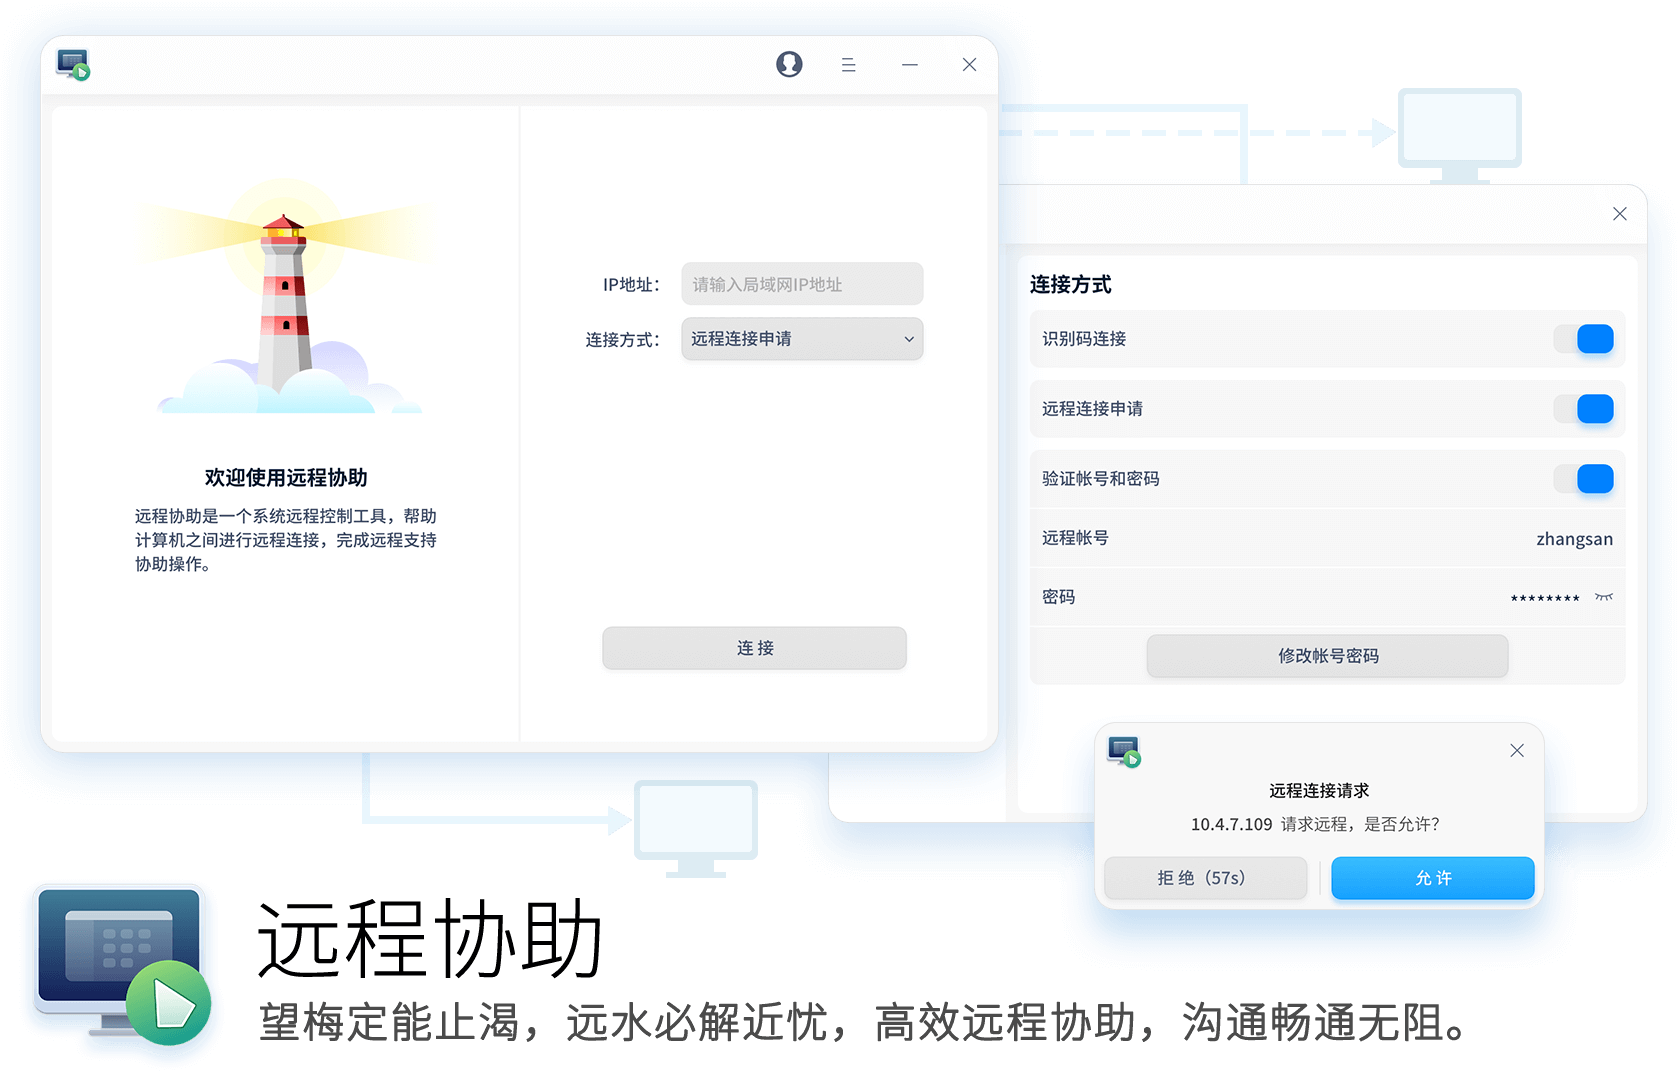 欢迎使用远程协助
远程协助是一个系统远程控制工具，帮助
计算机之间进行远程连接，完成远程支持
协助操作。
IP地址：
请输入局域网IP地址
连接方式：
远程连接申请
连 接
连接方式
识别码连接
远程连接申请
验证帐号和密码
远程帐号
zhangsan
密码
********
修改帐号密码
远程连接请求
10.4.7.109 请求远程，是否允许？
拒 绝（57s）
允 许
远程协助
望梅定能止渴，远水必解近忧，高效远程协助，沟通畅通无阻。